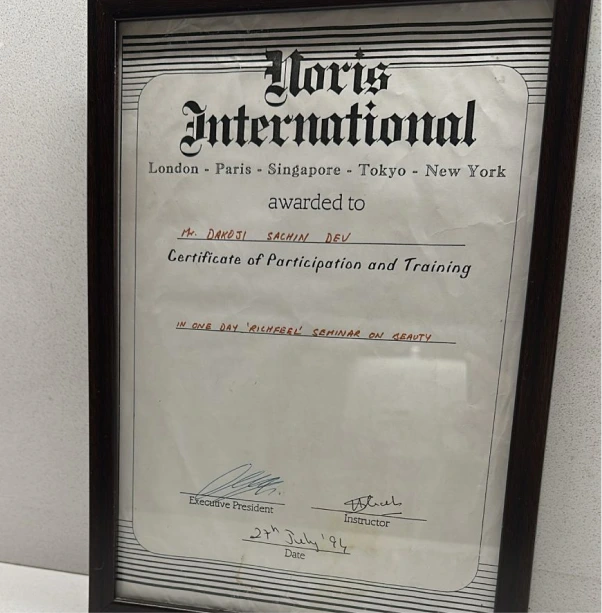 Noris
International
London - Paris - Singapore - Tokyo - New York
awarded to
Mr. DAKOJI SACHIN DEV
Certificate of Participation and Training
IN ONE DAY 'RICHFEEL' SEMINAR ON BEAUTY
Executive President
Instructor
27th July '94
Date